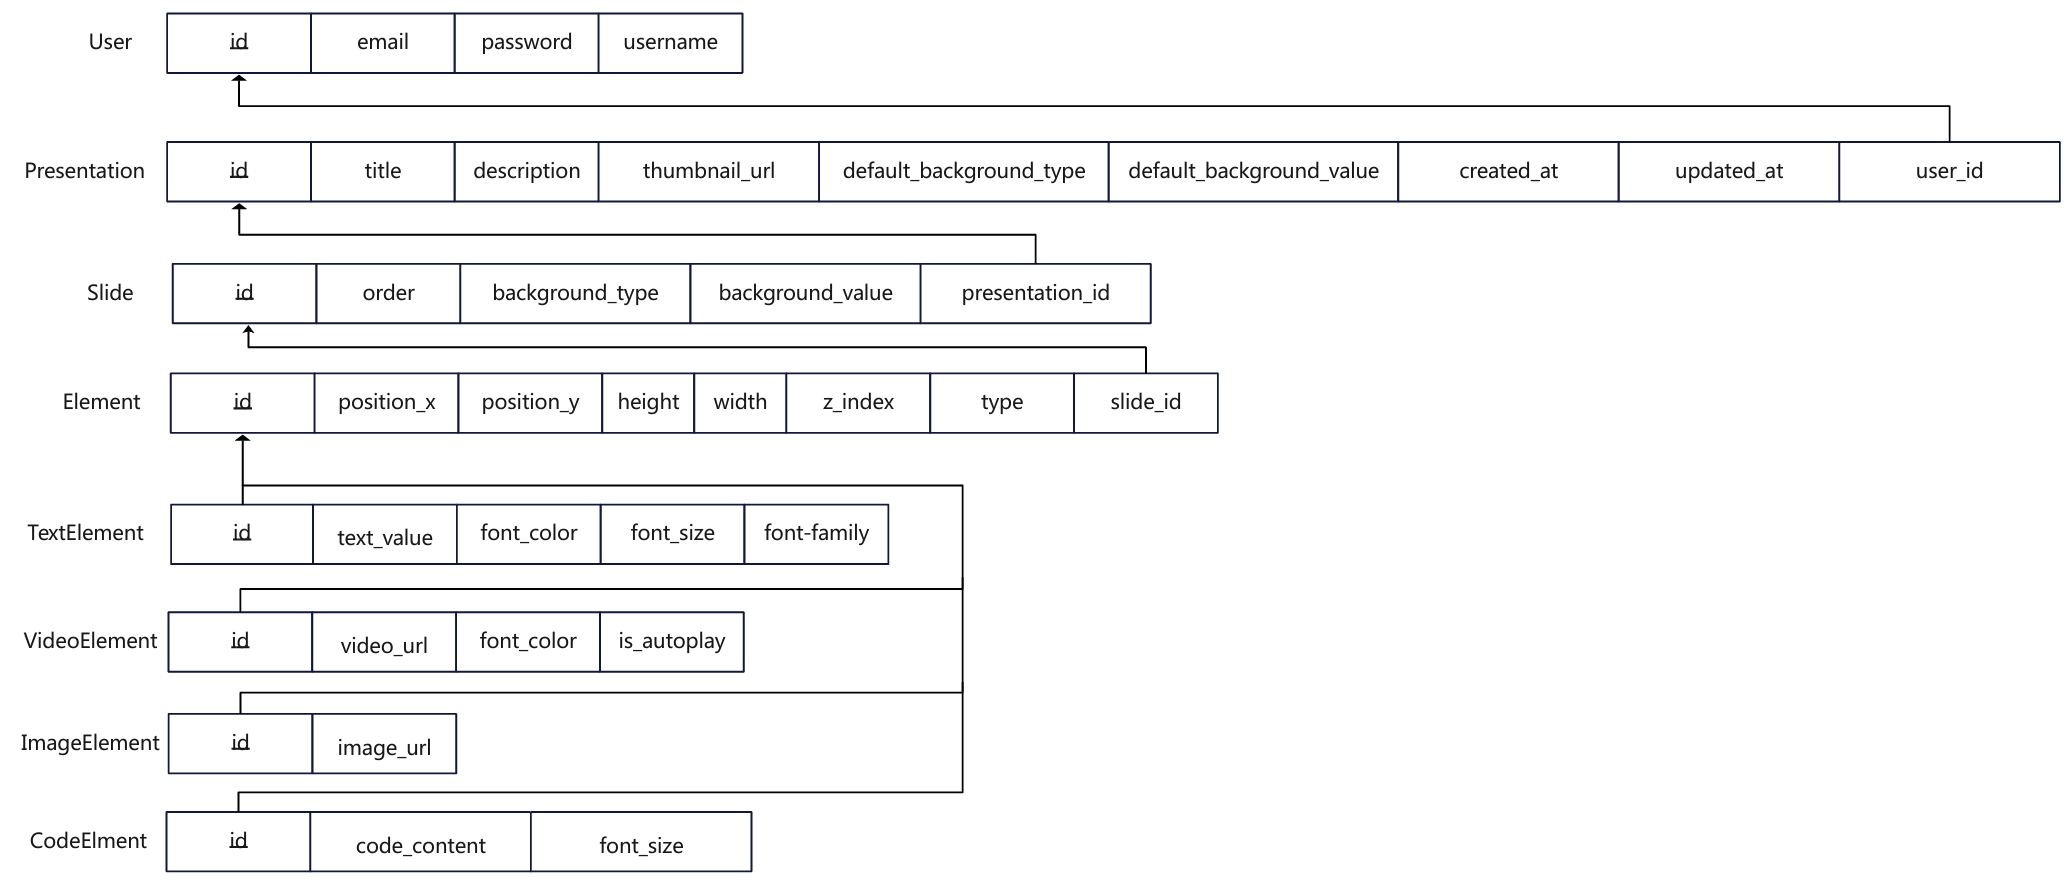 User id email password username
Presentation id title description thumbnail_url default_background_type default_background_value created_at updated_at user_id
Slide id order background_type background_value presentation_id
Element id position_x position_y height width z_index type slide_id
TextElement id text_value font_color font_size font-family
VideoElement id video_url font_color is_autoplay
ImageElement id image_url
CodeElment id code_content font_size